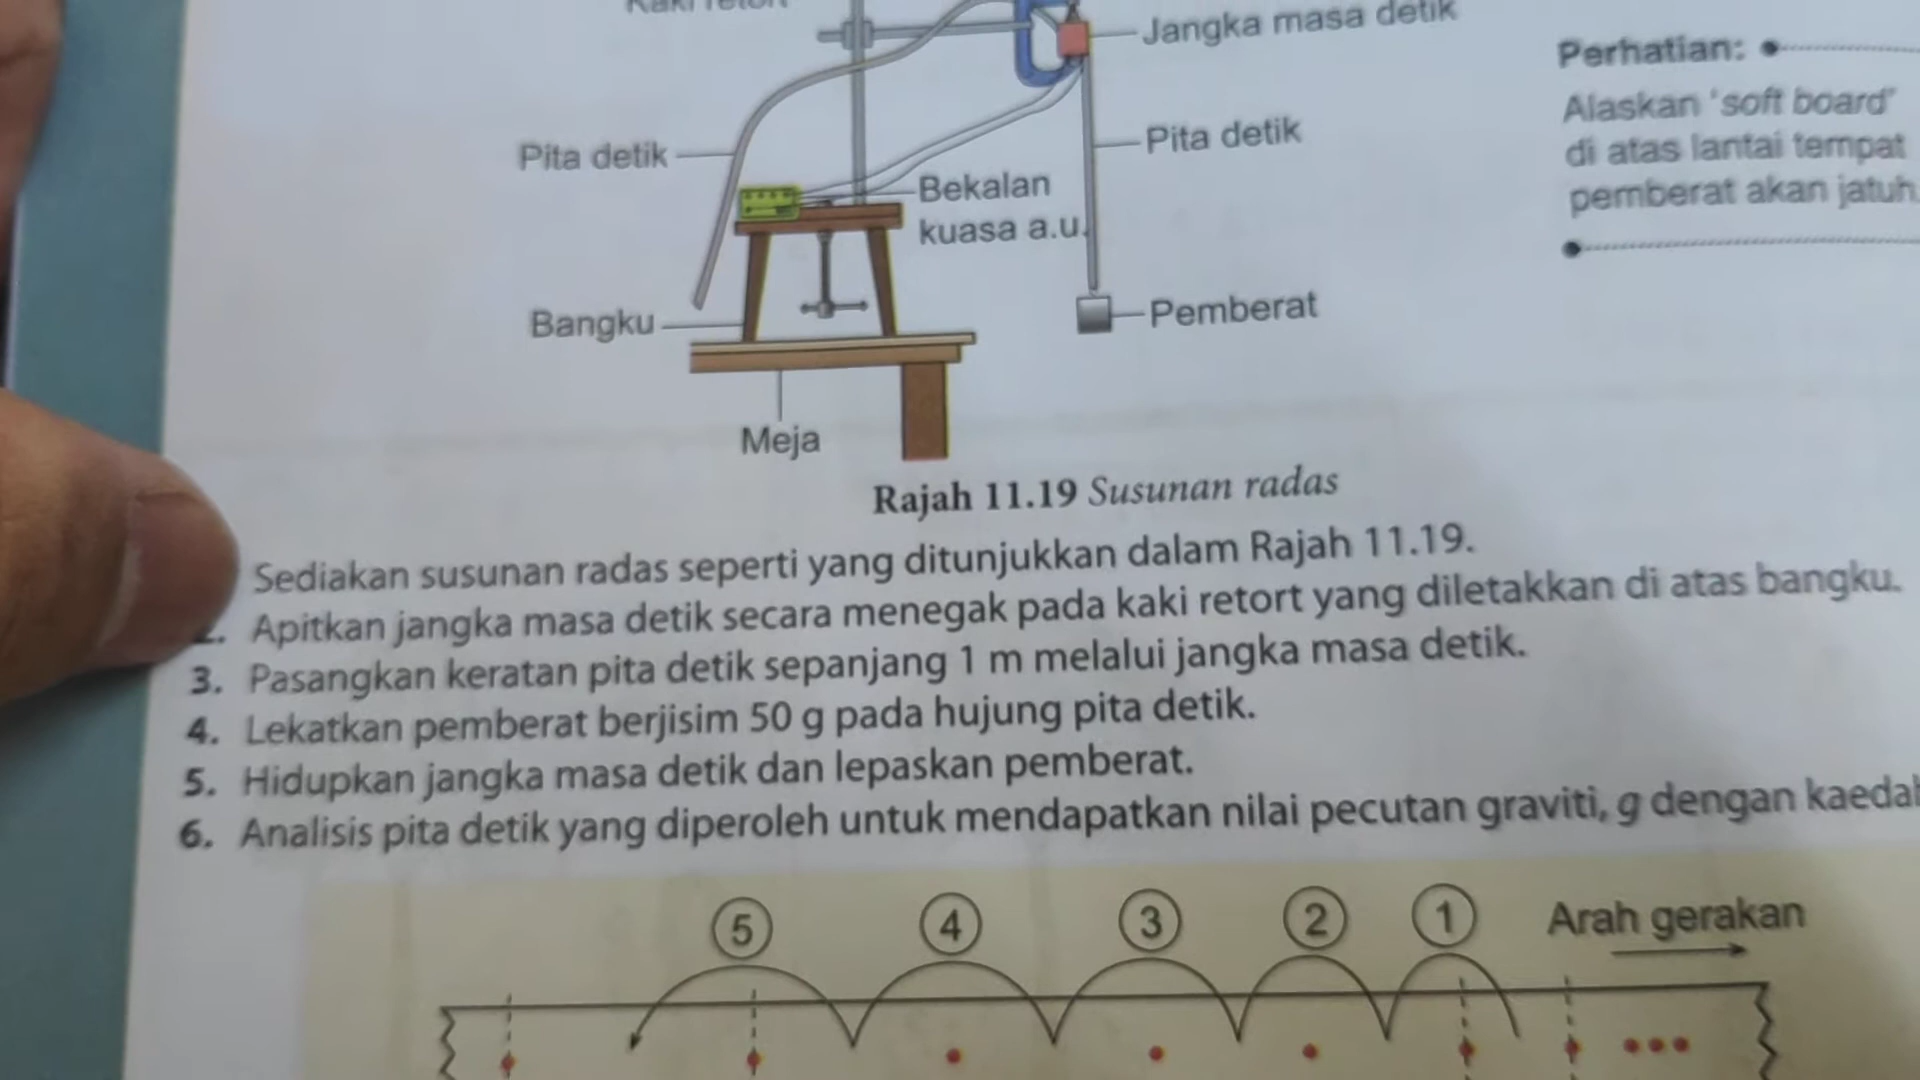 Kaki retort
Jangka masa detik
Perhatian:
Alaskan 'soft board'
di atas lantai tempat
pemberat akan jatuh.
Pita detik
Pita detik
Bekalan
kuasa a.u.
Bangku
Pemberat
Meja
Rajah 11.19 Susunan radas
Sediakan susunan radas seperti yang ditunjukkan dalam Rajah 11.19.
2. Apitkan jangka masa detik secara menegak pada kaki retort yang diletakkan di atas bangku.
3. Pasangkan keratan pita detik sepanjang 1 m melalui jangka masa detik.
4. Lekatkan pemberat berjisim 50 g pada hujung pita detik.
5. Hidupkan jangka masa detik dan lepaskan pemberat.
6. Analisis pita detik yang diperoleh untuk mendapatkan nilai pecutan graviti, g dengan
5 4 3 2 1 Arah gerakan